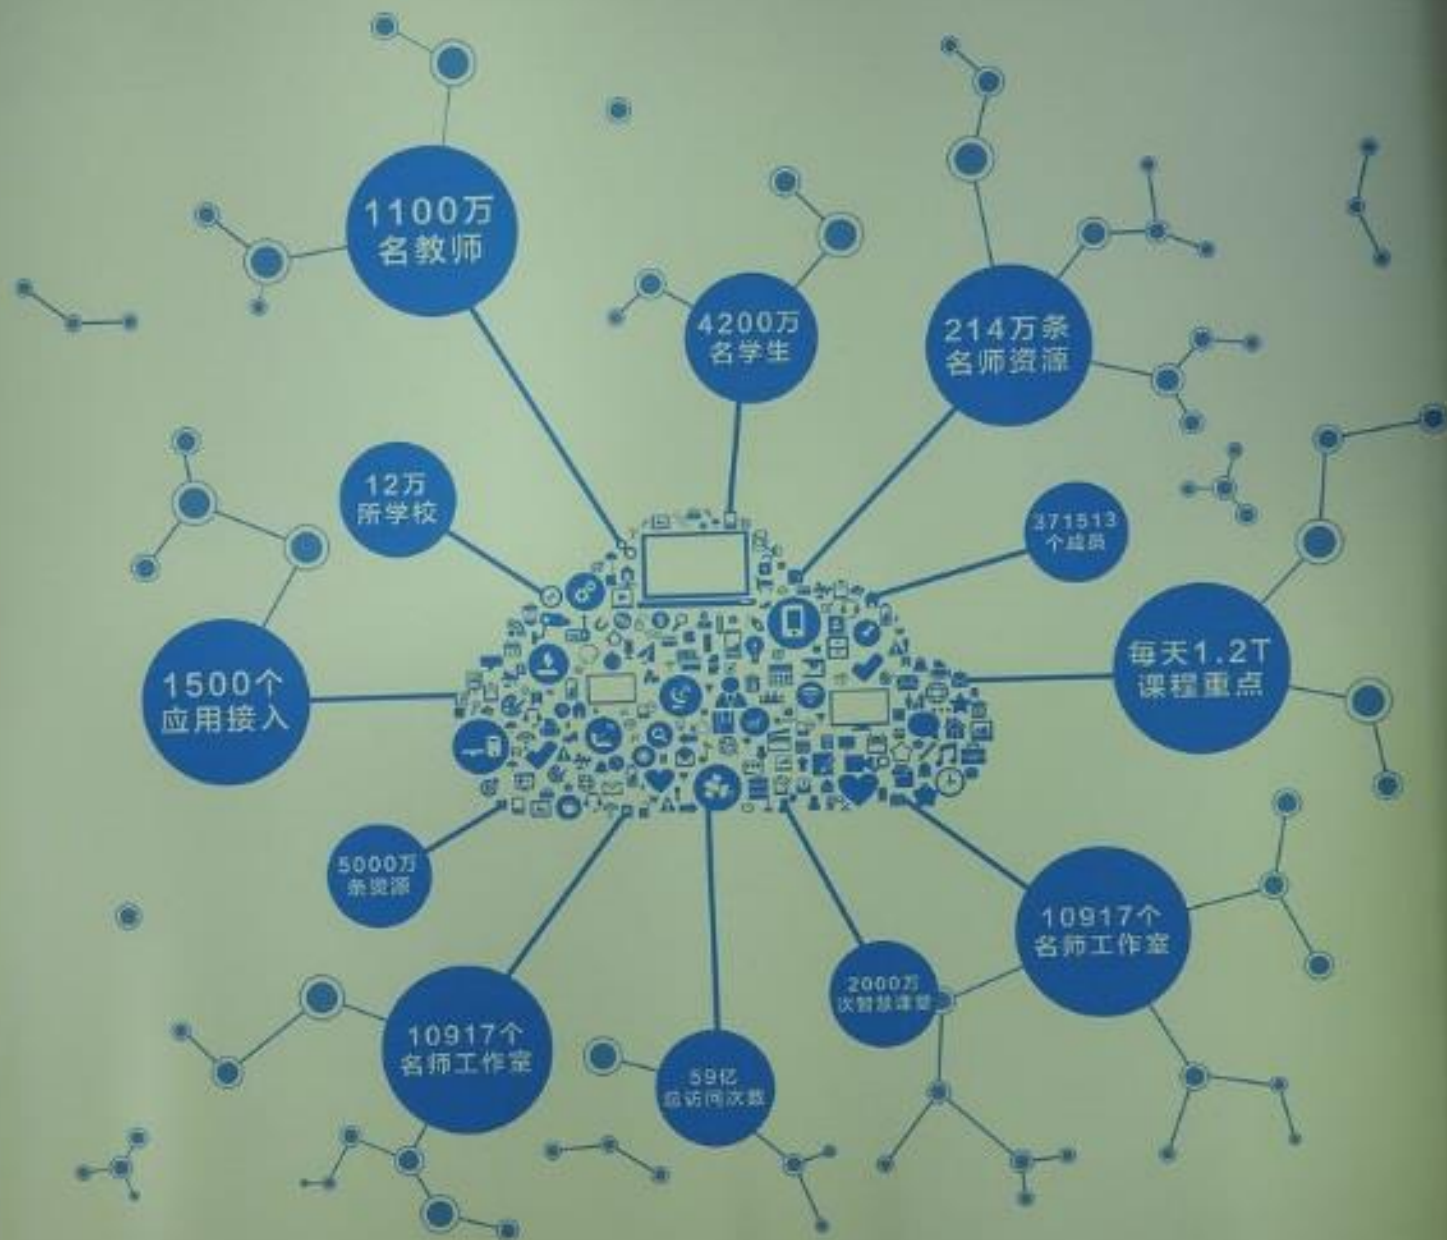 1100万
名教师
4200万
名学生
214万条
名师资源
12万
所学校
371513
个成员
1500个
应用接入
每天1.2T
课程重点
5000万
条资源
10917个
名师工作室
2000万
次智慧课堂
10917个
名师工作室
59亿
总访问次数